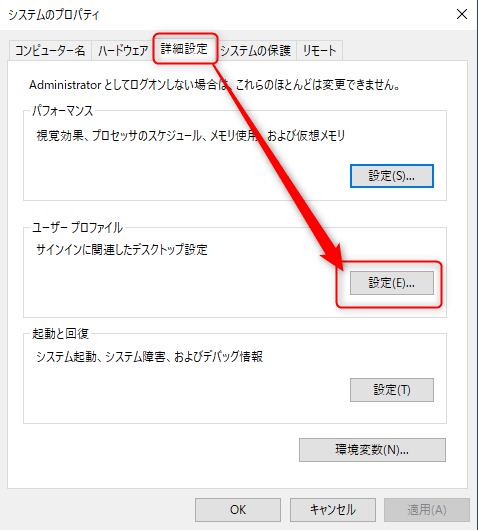 システムのプロパティ
コンピューター名 ハードウェア 詳細設定 システムの保護 リモート
Administrator としてログオンしない場合は、これらのほとんどは変更できません。
パフォーマンス
視覚効果、プロセッサのスケジュール、メモリ使用、および仮想メモリ
設定(S)...
ユーザー プロファイル
サインインに関連したデスクトップ設定
設定(E)...
起動と回復
システム起動、システム障害、およびデバッグ情報
設定(T)
環境変数(N)...
OK キャンセル 適用(A)